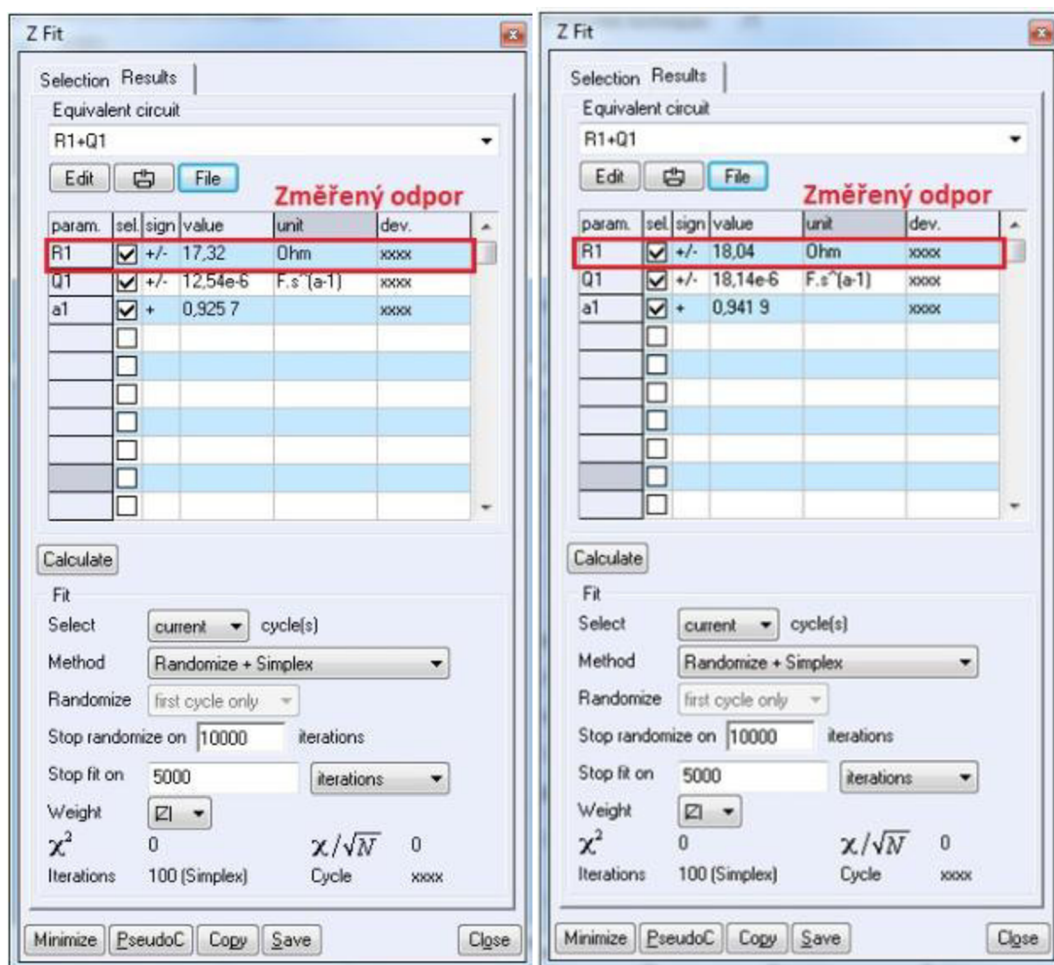 Z Fit
Selection Results
Equivalent circuit
R1+Q1
Edit File
Změřený odpor
param. sel. sign value unit dev.
R1 +/- 17,32 Ohm xxxx
Q1 +/- 12,54e-6 F.s^(a-1) xxxx
a1 + 0,925 7 xxxx
Calculate
Fit
Select current cycle(s)
Method Randomize + Simplex
Randomize first cycle only
Stop randomize on 10000 iterations
Stop fit on 5000 iterations
Weight |Z|
χ² 0 χ/√N 0
Iterations 100 (Simplex) Cycle xxxx
Minimize PseudoC Copy Save Close
Z Fit
Selection Results
Equivalent circuit
R1+Q1
Edit File
Změřený odpor
param. sel. sign value unit dev.
R1 +/- 18,04 Ohm xxxx
Q1 +/- 18,14e-6 F.s^(a-1) xxxx
a1 + 0,941 9 xxxx
Calculate
Fit
Select current cycle(s)
Method Randomize + Simplex
Randomize first cycle only
Stop randomize on 10000 iterations
Stop fit on 5000 iterations
Weight |Z|
χ² 0 χ/√N 0
Iterations 100 (Simplex) Cycle xxxx
Minimize PseudoC Copy Save Close